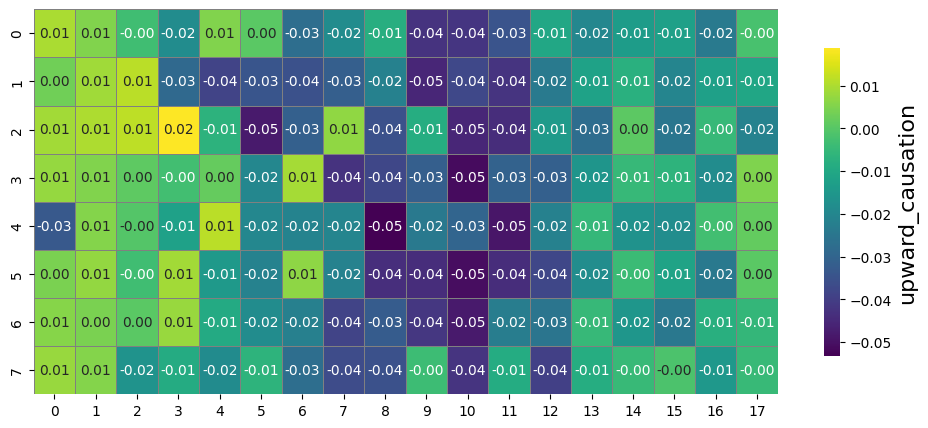 0 0.01 0.01 -0.00 -0.02 0.01 0.00 -0.03 -0.02 -0.01 -0.04 -0.04 -0.03 -0.01 -0.02 -0.01 -0.01 -0.02 -0.00
1 0.00 0.01 0.01 -0.03 -0.04 -0.03 -0.04 -0.03 -0.02 -0.05 -0.04 -0.04 -0.02 -0.01 -0.01 -0.02 -0.01 -0.01
2 0.01 0.01 0.01 0.02 -0.01 -0.05 -0.03 0.01 -0.04 -0.01 -0.05 -0.04 -0.01 -0.03 0.00 -0.02 -0.00 -0.02
3 0.01 0.01 0.00 -0.00 0.00 -0.02 0.01 -0.04 -0.04 -0.03 -0.05 -0.03 -0.03 -0.02 -0.01 -0.01 -0.02 0.00
4 -0.03 0.01 -0.00 -0.01 0.01 -0.02 -0.02 -0.02 -0.05 -0.02 -0.03 -0.05 -0.02 -0.01 -0.02 -0.02 -0.00 0.00
5 0.00 0.01 -0.00 0.01 -0.01 -0.02 0.01 -0.02 -0.04 -0.04 -0.05 -0.04 -0.04 -0.02 -0.00 -0.01 -0.02 0.00
6 0.01 0.00 0.00 0.01 -0.01 -0.02 -0.02 -0.04 -0.03 -0.04 -0.05 -0.02 -0.03 -0.01 -0.02 -0.02 -0.01 -0.01
7 0.01 0.01 -0.02 -0.01 -0.02 -0.01 -0.03 -0.04 -0.04 -0.00 -0.04 -0.01 -0.04 -0.01 -0.00 -0.00 -0.01 -0.00
0 1 2 3 4 5 6 7 8 9 10 11 12 13 14 15 16 17
0.01
0.00
−0.01
−0.02
−0.03
−0.04
−0.05
upward_causation